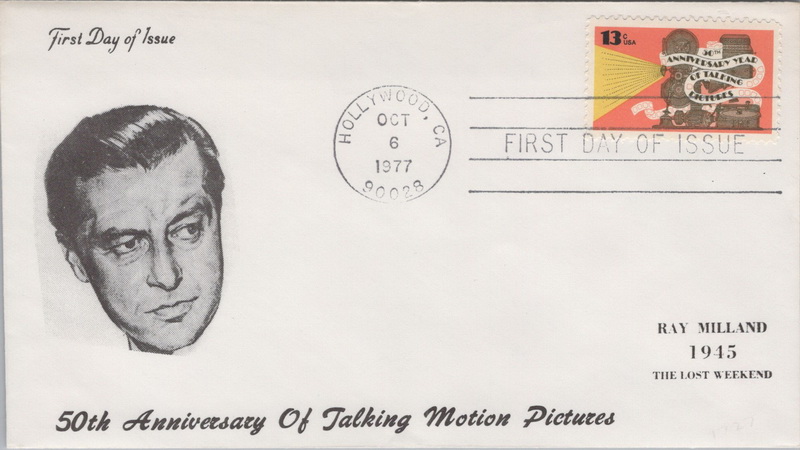 First Day of Issue
13c
USA
50TH
ANNIVERSARY YEAR
OF TALKING
PICTURES
HOLLYWOOD, CA
OCT
6
1977
90028
FIRST DAY OF ISSUE
RAY MILLAND
1945
THE LOST WEEKEND
50th Anniversary Of Talking Motion Pictures